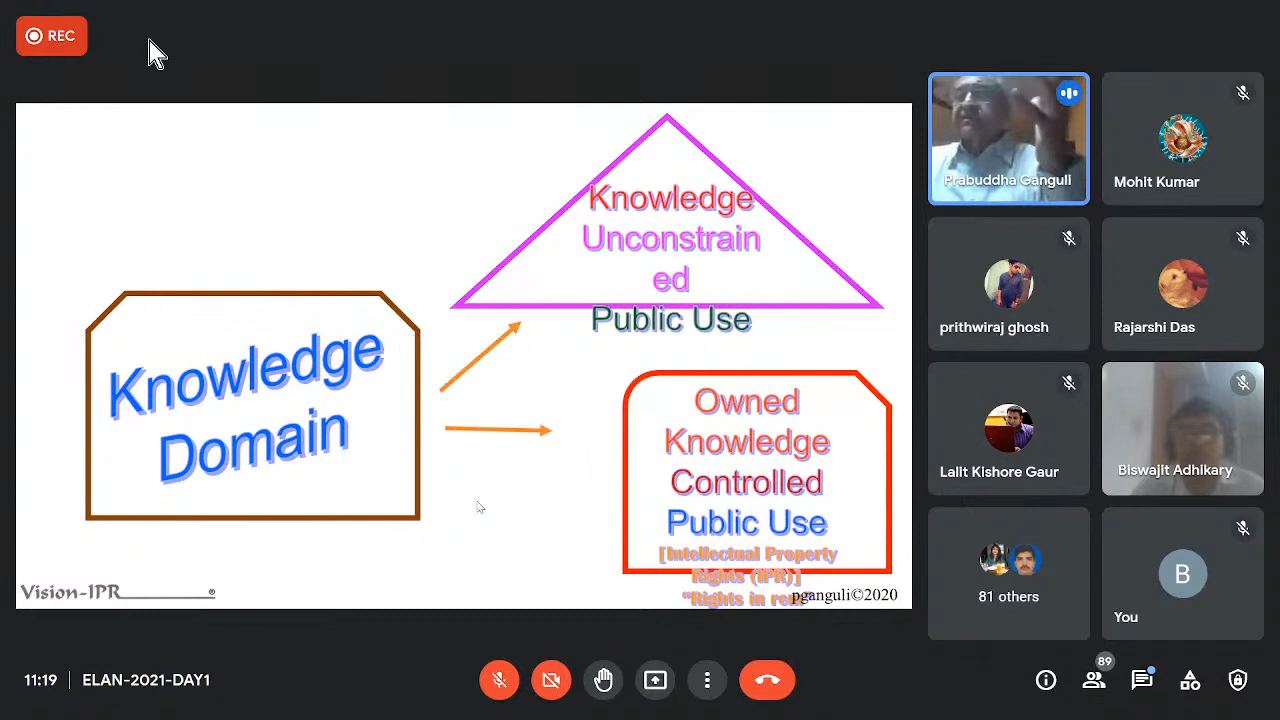 REC
Knowledge
Unconstrain
ed
Public Use
Knowledge
Domain
Owned
Knowledge
Controlled
Public Use
[Intellectual Property
Rights (IPR)]
"Rights in rem"
Vision-IPR ®
pganguli©2020
Prabuddha Ganguli
Mohit Kumar
prithwiraj ghosh
Rajarshi Das
Lalit Kishore Gaur
Biswajit Adhikary
81 others
B
You
11:19 | ELAN-2021-DAY1
89